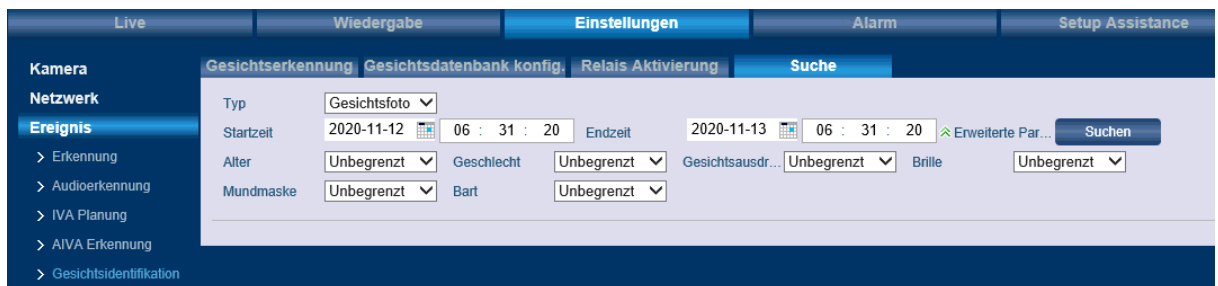 Live Wiedergabe Einstellungen Alarm Setup Assistance
Kamera
Netzwerk
Ereignis
Erkennung
Audioerkennung
IVA Planung
AIVA Erkennung
Gesichtsidentifikation
Gesichtserkennung Gesichtsdatenbank konfig. Relais Aktivierung Suche
Typ Gesichtsfoto
Startzeit 2020-11-12 06 : 31 : 20 Endzeit 2020-11-13 06 : 31 : 20 Erweiterte Par... Suchen
Alter Unbegrenzt Geschlecht Unbegrenzt Gesichtsausdr... Unbegrenzt Brille Unbegrenzt
Mundmaske Unbegrenzt Bart Unbegrenzt